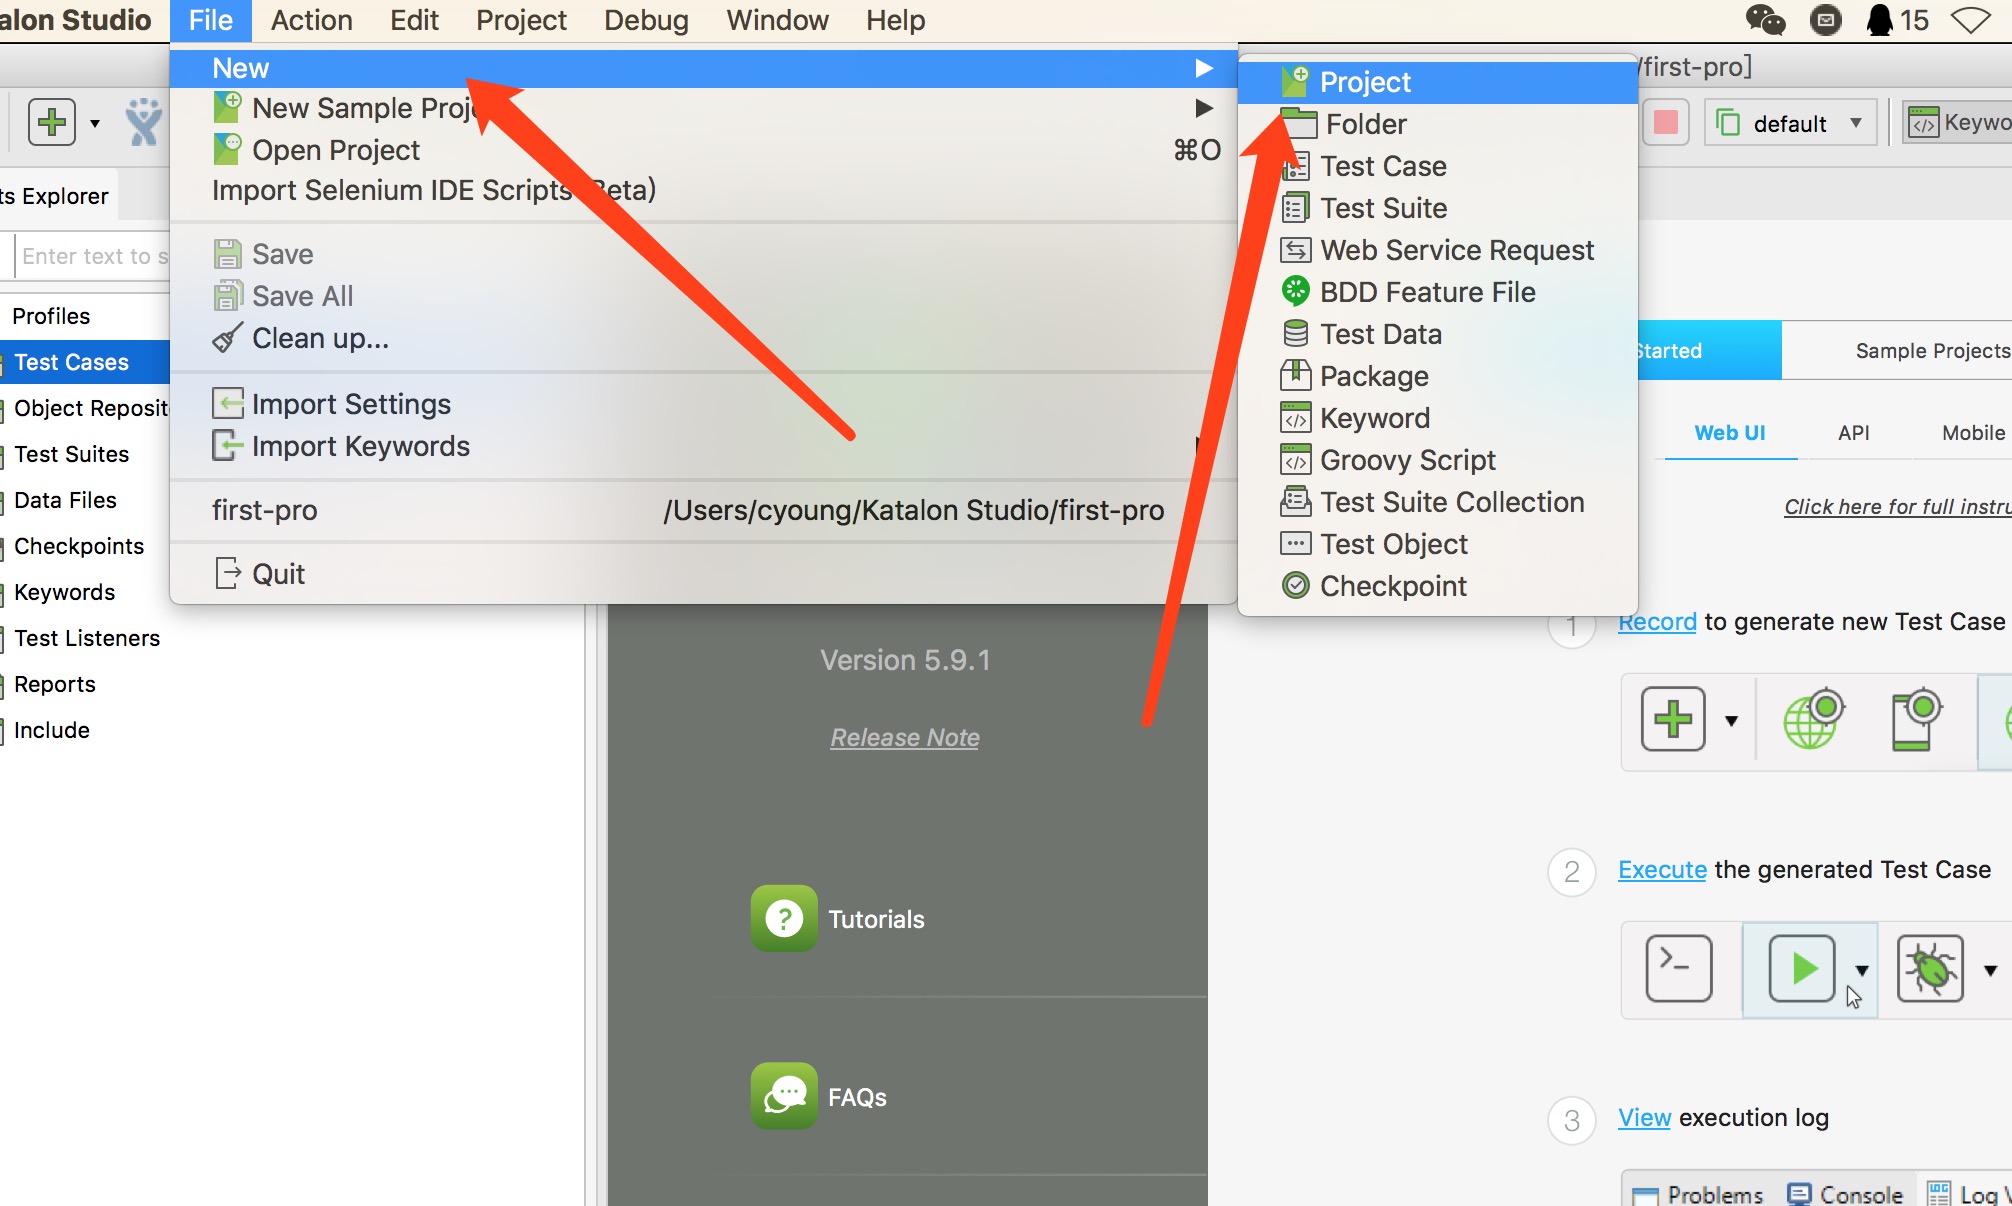 alon Studio File Action Edit Project Debug Window Help 15
/first-pro]
New
New Sample Proje
Open Project ⌘O
Import Selenium IDE Scripts (Beta)
Save
Save All
Clean up...
Import Settings
Import Keywords
first-pro /Users/cyoung/Katalon Studio/first-pro
Quit
Project
Folder
Test Case
Test Suite
Web Service Request
BDD Feature File
Test Data
Package
Keyword
Groovy Script
Test Suite Collection
Test Object
Checkpoint
default
Keywo
ts Explorer
Enter text to s
Profiles
Test Cases
Object Reposit
Test Suites
Data Files
Checkpoints
Keywords
Test Listeners
Reports
Include
Version 5.9.1
Release Note
Tutorials
FAQs
Started Sample Projects
Web UI API Mobile
Click here for full instru
1 Record to generate new Test Case
2 Execute the generated Test Case
3 View execution log
Problems Console Log V